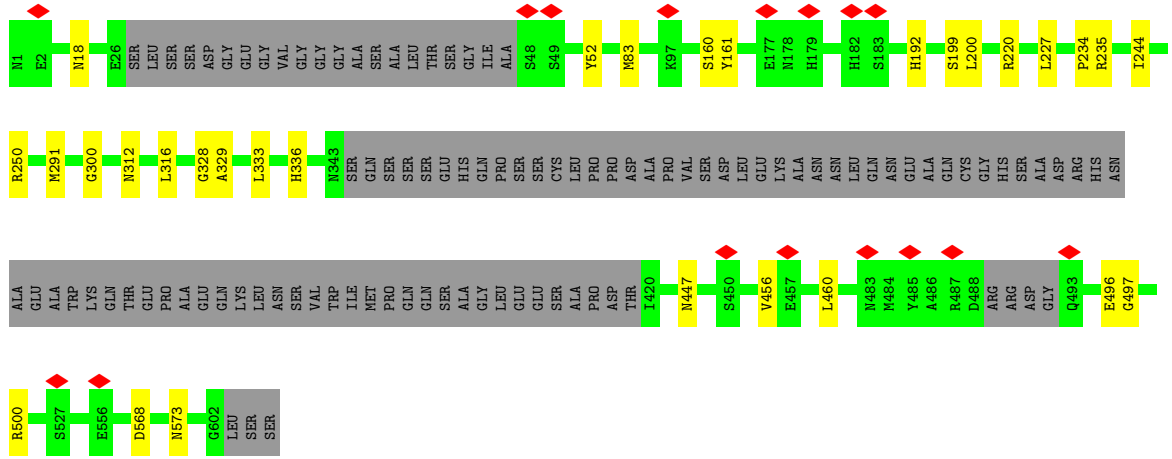 N1 E2 N18 E26 SER LEU SER SER ASP GLY GLU GLY VAL GLY GLY GLY ALA SER ALA ALA LEU THR SER GLY ILE ALA S48 S49 Y52 M83 K97 S160 Y161 E177 N178 H179 H182 S183 H192 S199 L200 R220 L227 P234 R235 I244
R250 M291 G300 N312 L316 G328 A329 L333 H336 N343 SER GLN SER SER SER GLU HIS GLN PRO SER SER CYS LEU PRO PRO ASP ALA PRO VAL SER ASP LEU GLU LYS ALA ASN ASN LEU GLN ASN GLU ALA GLN CYS GLY HIS SER ALA ASP ARG HIS ASN
ALA GLU ALA TRP LYS GLN THR GLU PRO ALA GLU GLN LYS LEU ASN SER VAL TRP ILE MET PRO GLN GLN SER ALA GLY LEU GLU GLU SER ALA PRO ASP THR I420 N447 S450 V456 E457 L460 N483 M484 Y485 A486 R487 D488 ARG ARG ASP GLY Q493 E496 G497
R500 S527 E556 D568 N573 G602 LEU SER SER